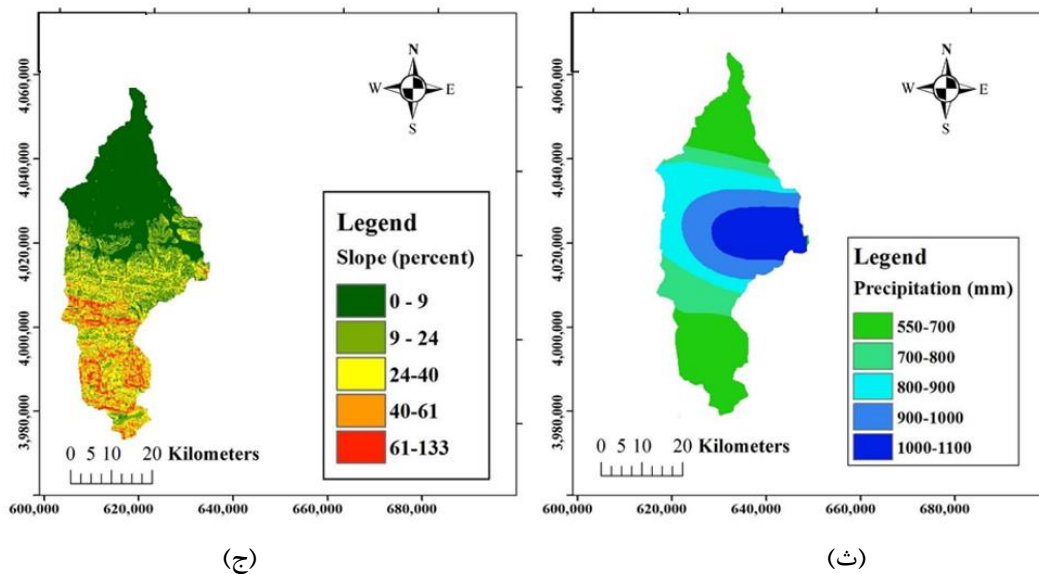 N
W E
S
4,060,000
4,040,000
4,020,000
4,000,000
3,980,000
Legend
Slope (percent)
0 - 9
9 - 24
24-40
40-61
61-133
0 5 10 20 Kilometers
600,000 620,000 640,000 660,000 680,000
(ج)
N
W E
S
4,060,000
4,040,000
4,020,000
4,000,000
3,980,000
Legend
Precipitation (mm)
550-700
700-800
800-900
900-1000
1000-1100
0 5 10 20 Kilometers
600,000 620,000 640,000 660,000 680,000
(ث)